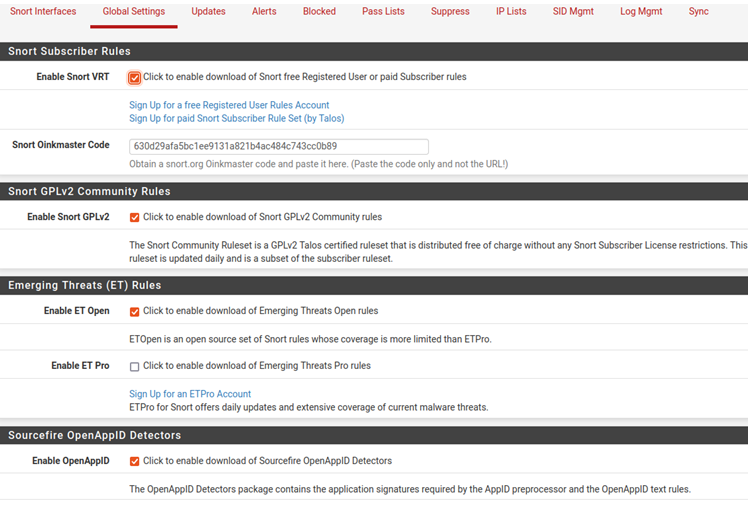 Snort Interfaces Global Settings Updates Alerts Blocked Pass Lists Suppress IP Lists SID Mgmt Log Mgmt Sync
Snort Subscriber Rules
Enable Snort VRT Click to enable download of Snort free Registered User or paid Subscriber rules
Sign Up for a free Registered User Rules Account
Sign Up for paid Snort Subscriber Rule Set (by Talos)
Snort Oinkmaster Code 630d29afa5bc1ee9131a821b4ac484c743cc0b89
Obtain a snort.org Oinkmaster code and paste it here. (Paste the code only and not the URL!)
Snort GPLv2 Community Rules
Enable Snort GPLv2 Click to enable download of Snort GPLv2 Community rules
The Snort Community Ruleset is a GPLv2 Talos certified ruleset that is distributed free of charge without any Snort Subscriber License restrictions. This
ruleset is updated daily and is a subset of the subscriber ruleset.
Emerging Threats (ET) Rules
Enable ET Open Click to enable download of Emerging Threats Open rules
ETOpen is an open source set of Snort rules whose coverage is more limited than ETPro.
Enable ET Pro Click to enable download of Emerging Threats Pro rules
Sign Up for an ETPro Account
ETPro for Snort offers daily updates and extensive coverage of current malware threats.
Sourcefire OpenAppID Detectors
Enable OpenAppID Click to enable download of Sourcefire OpenAppID Detectors
The OpenAppID Detectors package contains the application signatures required by the AppID preprocessor and the OpenAppID text rules.